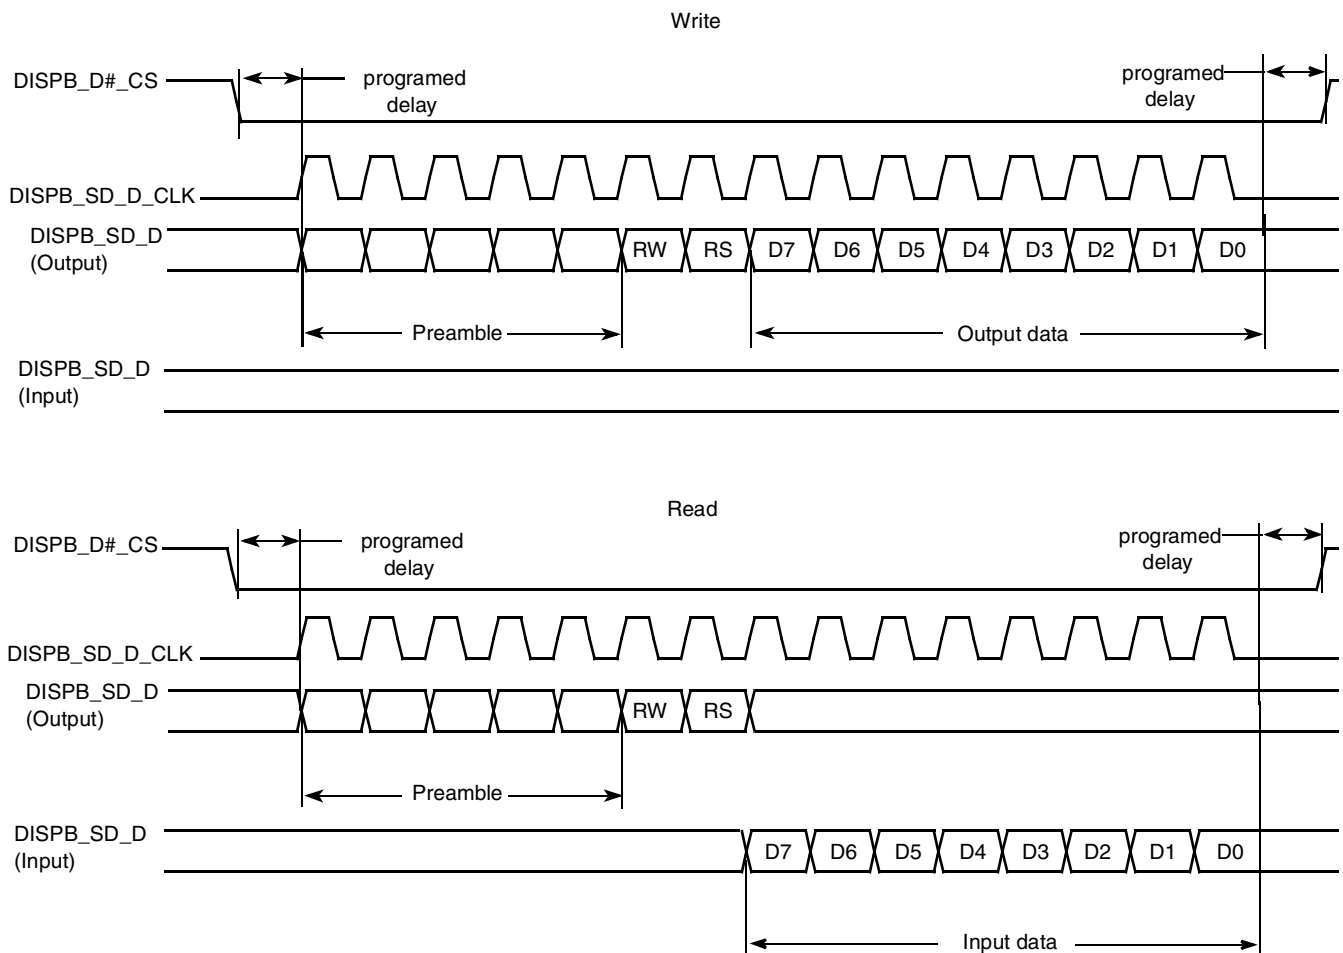 Write
DISPB_D#_CS
programed
delay
programed
delay
DISPB_SD_D_CLK
DISPB_SD_D
(Output)
RW RS D7 D6 D5 D4 D3 D2 D1 D0
Preamble
Output data
DISPB_SD_D
(Input)
Read
DISPB_D#_CS
programed
delay
programed
delay
DISPB_SD_D_CLK
DISPB_SD_D
(Output)
RW RS
Preamble
DISPB_SD_D
(Input)
D7 D6 D5 D4 D3 D2 D1 D0
Input data